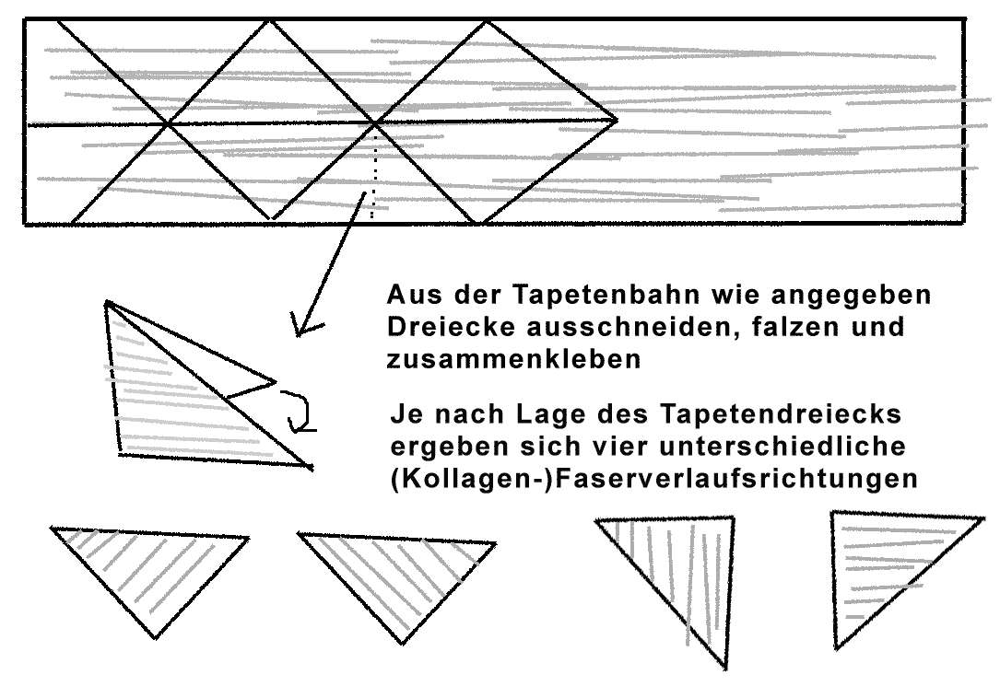 Aus der Tapetenbahn wie angegeben
Dreiecke ausschneiden, falzen und
zusammenkleben
Je nach Lage des Tapetendreiecks
ergeben sich vier unterschiedliche
(Kollagen-)Faserverlaufsrichtungen